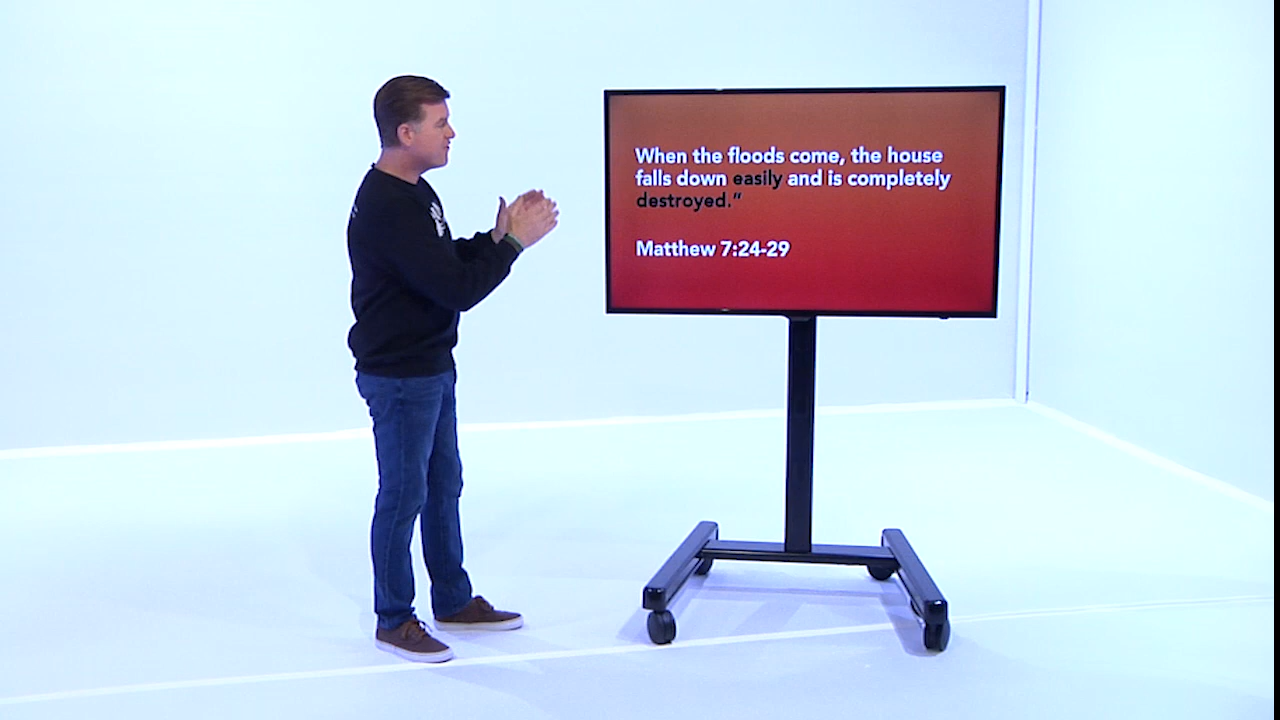 When the floods come, the house
falls down easily and is completely
destroyed.”
Matthew 7:24-29